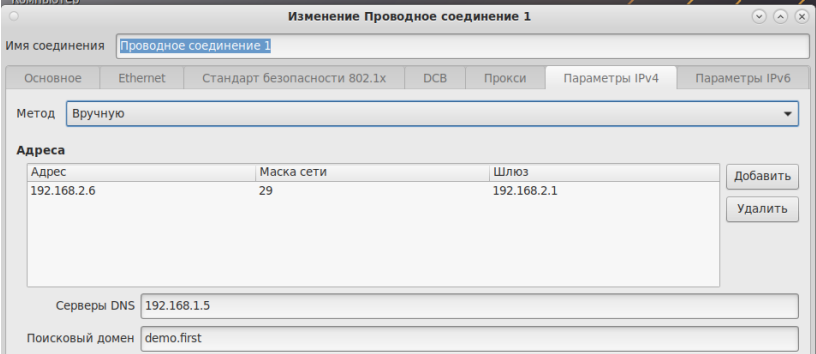 Компьютер
Изменение Проводное соединение 1
Имя соединения Проводное соединение 1
Основное Ethernet Стандарт безопасности 802.1x DCB Прокси Параметры IPv4 Параметры IPv6
Метод Вручную
Адреса
Адрес Маска сети Шлюз
192.168.2.6 29 192.168.2.1
Добавить
Удалить
Серверы DNS 192.168.1.5
Поисковый домен demo.first